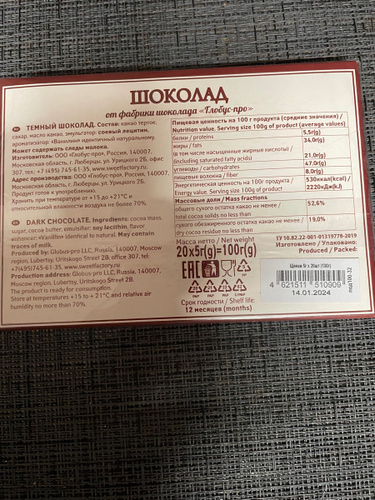 ШОКОЛАД
от фабрики шоколада «Глобус-про»
ТЕМНЫЙ ШОКОЛАД. Состав: какао тертое,
сахар, масло какао, эмульгатор: соевый лецитин,
ароматизатор «Ванилин» идентичный натуральному.
Может содержать следы молока.
Изготовитель: ООО «Глобус-про», Россия, 140007,
Московская область, г. Люберцы, ул. Урицкого 2Б, офис
307, тел.: +7 (495) 745-61-35, www.sweetfactory.ru
Адрес производства: ООО «Глобус-про», Россия, 140007,
Московская область, г. Люберцы, ул. Урицкого 2Б.
Продукт готов к употреблению.
Хранить при температуре от +15 до +21°С и
относительной влажности воздуха не более 70%.
DARK CHOCOLATE. Ingredients: cocoa mass,
sugar, cocoa butter, emulsifier: soy lecithin, flavor
«Vanillin» identical to natural. May contain
traces of milk.
Produced by: Globus-pro LLC, Russia, 140007, Moscow
region, Lubertsy, Uritskogo Street 2B, office 307, tel.:
+7(495)745-61-35, www.sweetfactory.ru
Production address: Globus-pro LLC, Russia, 140007,
Moscow region, Lubertsy, Uritskogo Street 2B.
The product is ready for consumption.
Store at temperatures +15 to + 21°C and relative air
humidity no more than 70%.
Пищевая ценность на 100 г продукта (средние значения) /
Nutrition value. Serving size 100g of product (average values)
белки / proteins 5,5г(g)
жиры / fats 34,0г(g)
(в том числе насыщенные жирные кислоты) /
(including saturated fatty acids) 21,0г(g)
углеводы / carbohydrates 47,0г(g)
пищевые волокна / fiber 8,0г(g)
Энергетическая ценность на 100г продукта / 530ккал(kcal)/
Energy value. Serving size 100g of product 2220кДж(kJ)
Массовые доли / Mass fractions
общего сухого остатка какао не менее / 52,6%
total cocoa solids no less than
сухого обезжиренного остатка какао не менее / 19,0%
dry cocoa residue no less than
Масса нетто / Net weight
20x5г(g)=100г(g)
EAC
Срок годности / Shelf life:
12 месяцев (months)
ТУ 10.82.22-001-01319778-2019
Изготовлено / Упаковано:
Produced / Packed:
4 621511 510909
14.01.2024